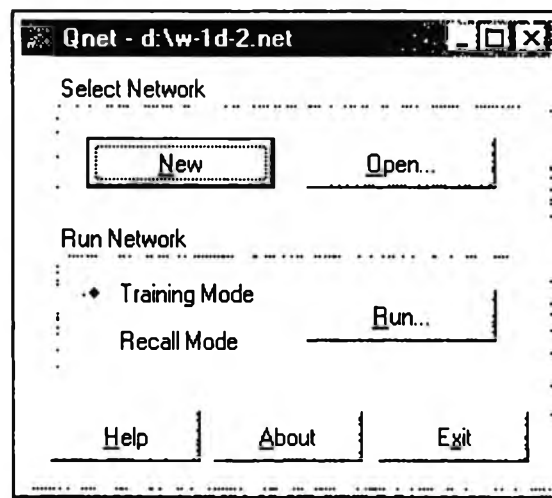 Qnet - d:\w-1d-2.net
Select Network
New Open...
Run Network
Training Mode
Run...
Recall Mode
Help About Exit